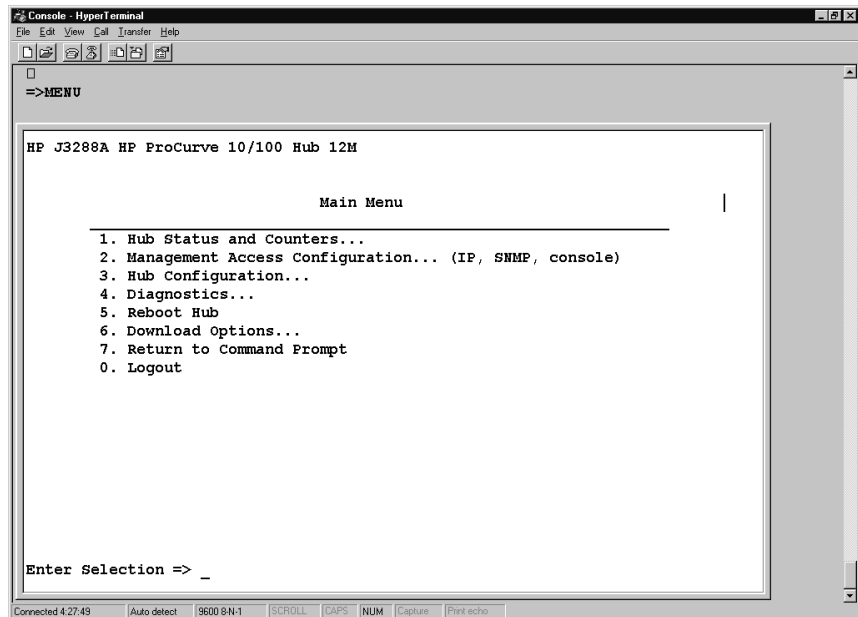 Console - HyperTerminal
File Edit View Call Transfer Help
=>MENU
HP J3288A HP ProCurve 10/100 Hub 12M
Main Menu
1. Hub Status and Counters...
2. Management Access Configuration... (IP, SNMP, console)
3. Hub Configuration...
4. Diagnostics...
5. Reboot Hub
6. Download Options...
7. Return to Command Prompt
0. Logout
Enter Selection => _
Connected 4:27:49 Auto detect 9600 8-N-1 SCROLL CAPS NUM Capture Print echo